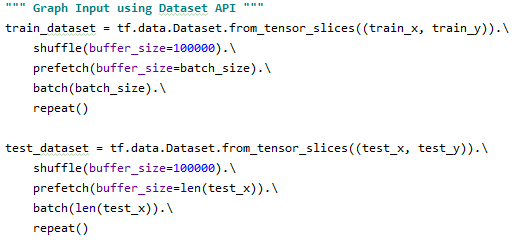 """ Graph Input using Dataset API """
train_dataset = tf.data.Dataset.from_tensor_slices((train_x, train_y)).\
    shuffle(buffer_size=100000).\
    prefetch(buffer_size=batch_size).\
    batch(batch_size).\
    repeat()

test_dataset = tf.data.Dataset.from_tensor_slices((test_x, test_y)).\
    shuffle(buffer_size=100000).\
    prefetch(buffer_size=len(test_x)).\
    batch(len(test_x)).\
    repeat()